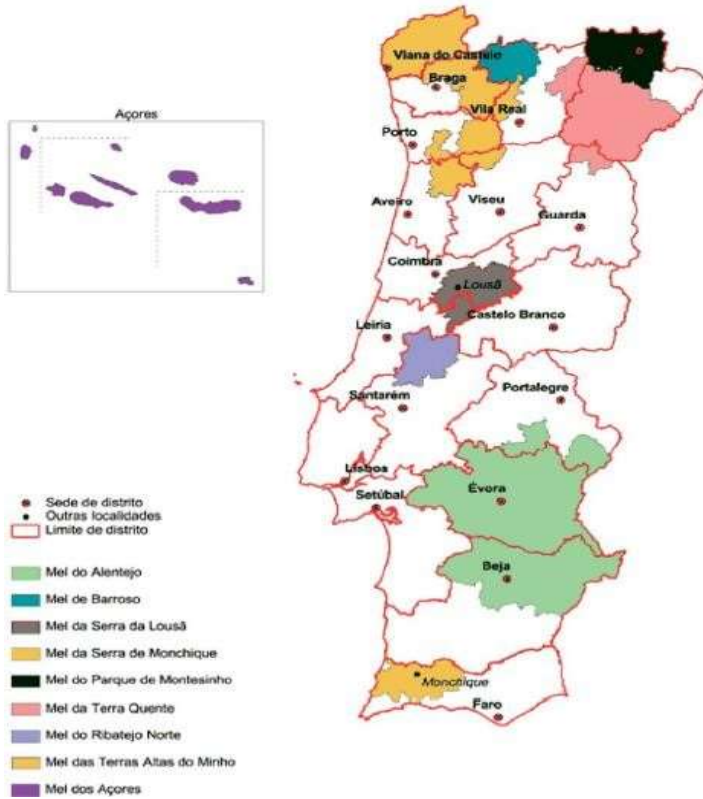 Viana do Castelo
Braga
Vila Real
Porto
Açores
Aveiro
Viseu
Guarda
Coimbra
Lousã
Castelo Branco
Leiria
Santarém
Portalegre
Lisboa
Setúbal
Évora
Beja
Monchique
Faro
Sede de distrito
Outras localidades
Limite de distrito
Mel do Alentejo
Mel de Barroso
Mel da Serra da Lousã
Mel da Serra de Monchique
Mel do Parque de Montesinho
Mel da Terra Quente
Mel do Ribatejo Norte
Mel das Terras Altas do Minho
Mel dos Açores